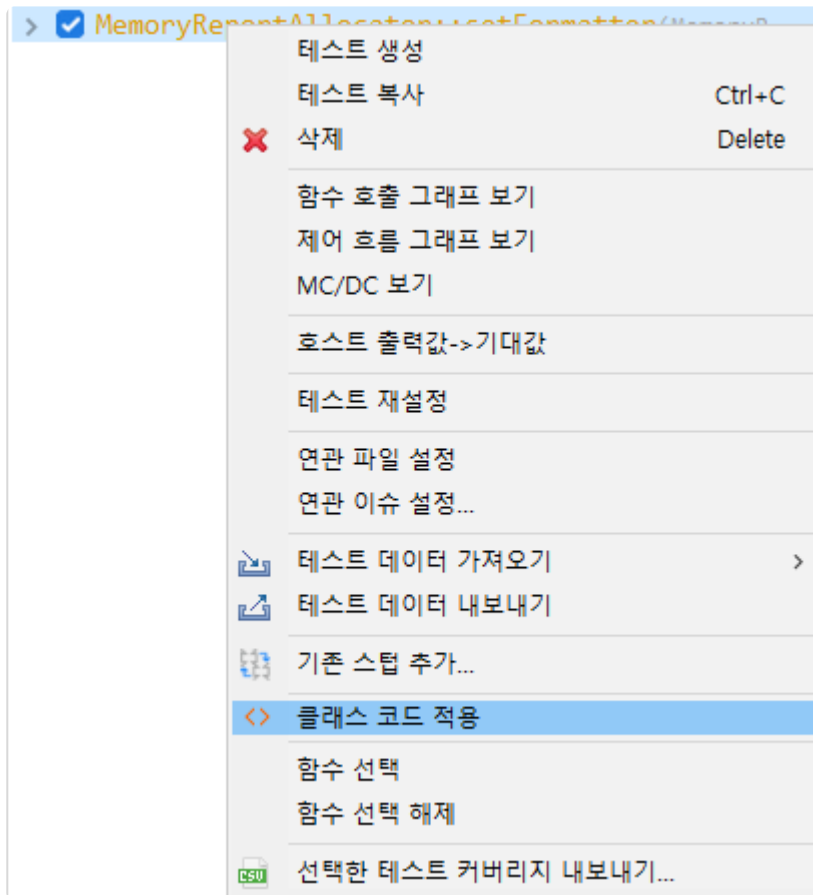 MemoryReportAllocator::setFormatter(MemoryR
테스트 생성
테스트 복사 Ctrl+C
삭제 Delete
함수 호출 그래프 보기
제어 흐름 그래프 보기
MC/DC 보기
호스트 출력값->기대값
테스트 재설정
연관 파일 설정
연관 이슈 설정...
테스트 데이터 가져오기
테스트 데이터 내보내기
기존 스텁 추가...
클래스 코드 적용
함수 선택
함수 선택 해제
CSV 선택한 테스트 커버리지 내보내기...